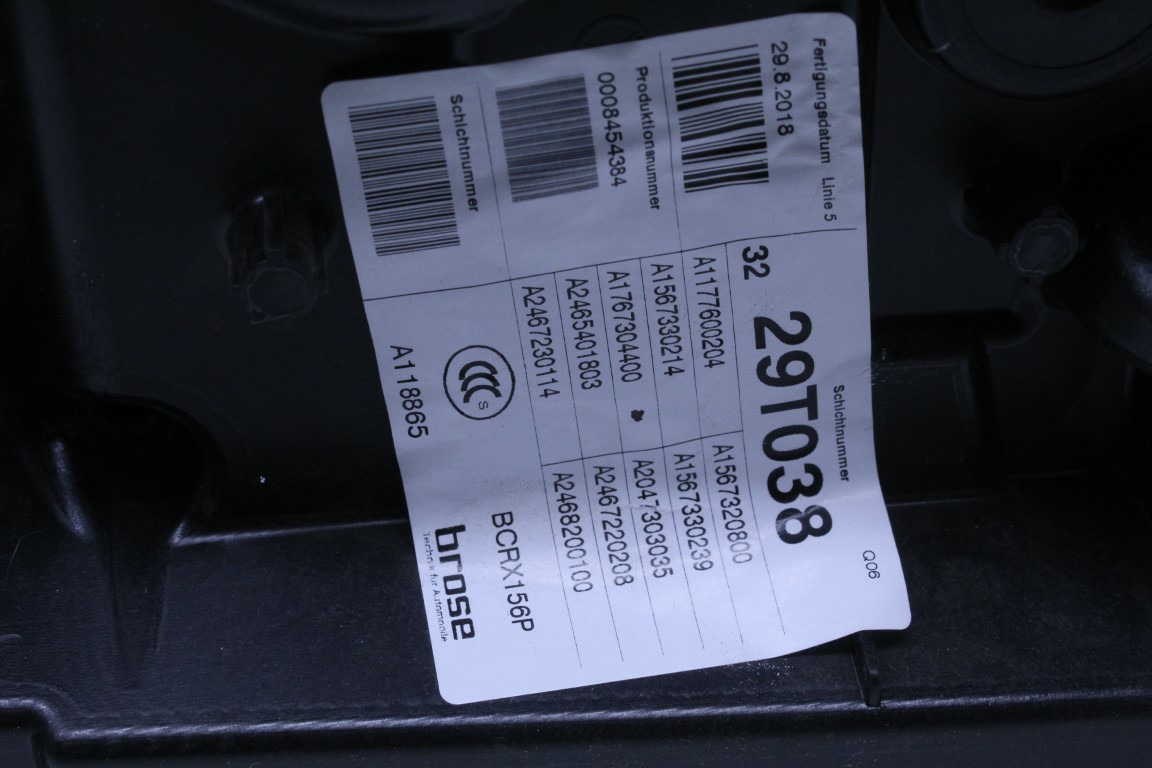 Fertigungsdatum Linie 5
29.8.2018
Produktionsnummer
0008454384
Schichtnummer
Schichtnummer
Q06
32 29T038
A1177600204 A1567320800
A1567330214 A1567330239
A1767304400 A2047303035
A2465401803 A2467220208
A2467230114 A2468200100
CCC S
BCRX156P
A118865
brose
Technik für Automobile